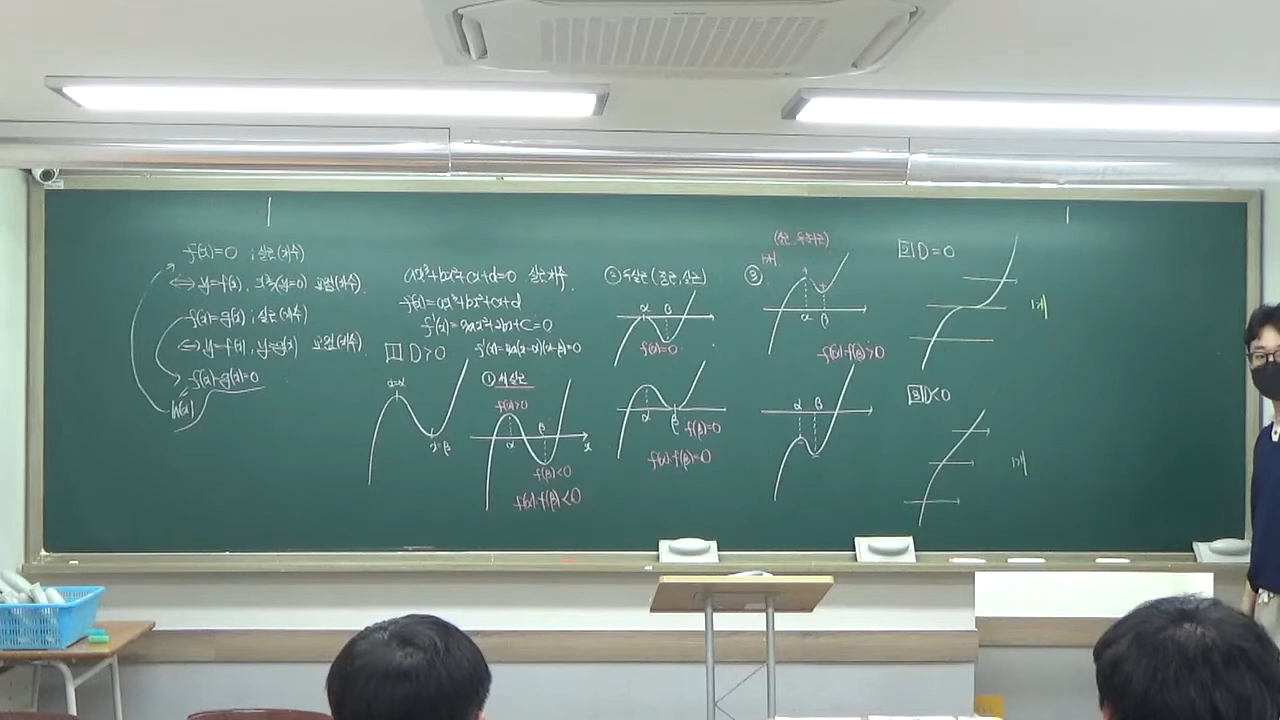 f(x)=0 ; 실근(개수)
⇔ y=f(x), x축(y=0) 교점(개수)
f(x)=g(x) ; 실근(개수)
⇔ y=f(x), y=g(x) 교점(개수)
f(x)-g(x)=0
h(x)
ax³+bx²+cx+d=0 실근개수
f(x)=ax³+bx²+cx+d
f'(x)=3ax²+2bx+c=0
1 D>0 f'(x)=3a(x-α)(x-β)=0
x=α
x=β
① 세실근
f(α)>0
α
β
x
f(β)<0
f(α)·f(β)<0
② 두실근 (중근, 실근)
α β
f(α)=0
α β
f(β)=0
f(α)·f(β)=0
③
1개
α β
f(α)·f(β)>0
α β
2 D=0
1개
3 D<0
1개